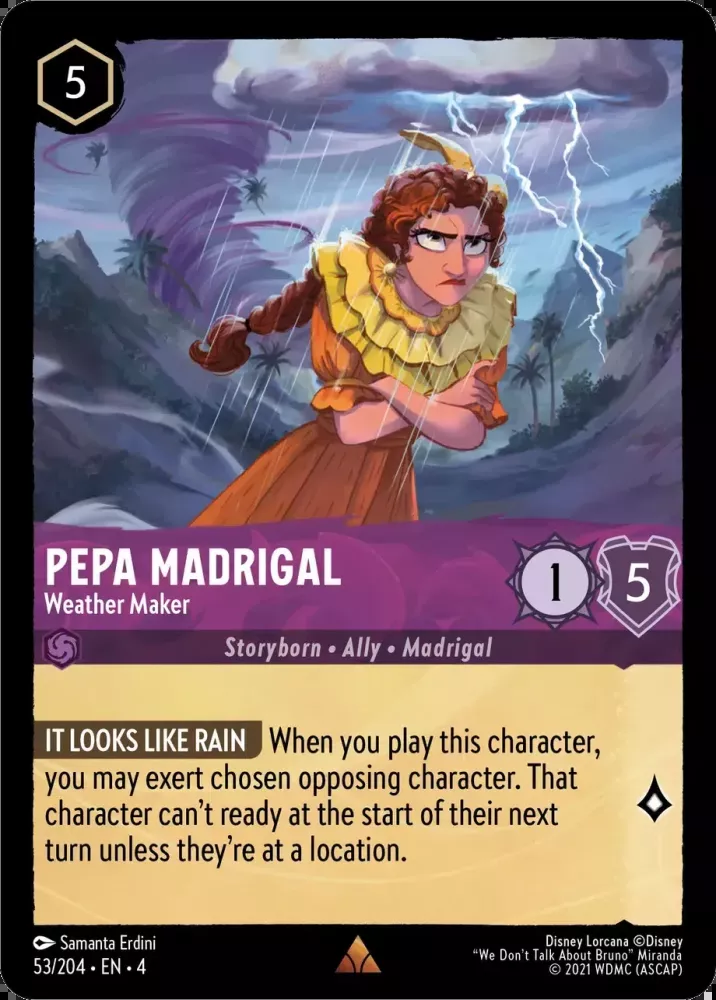 5
PEPA MADRIGAL
Weather Maker
1
5
Storyborn • Ally • Madrigal
IT LOOKS LIKE RAIN When you play this character,
you may exert chosen opposing character. That
character can't ready at the start of their next
turn unless they're at a location.
Samanta Erdini
53/204 • EN • 4
Disney Lorcana ©Disney
"We Don't Talk About Bruno" Miranda
© 2021 WDMC (ASCAP)